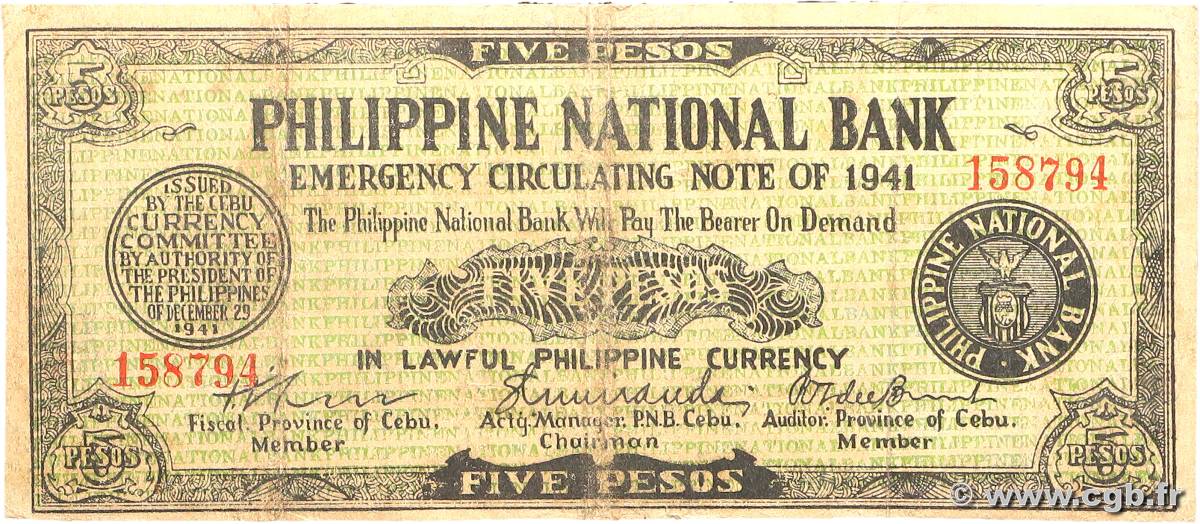 FIVE PESOS
5 PESOS
5 PESOS
PHILIPPINE NATIONAL BANK
EMERGENCY CIRCULATING NOTE OF 1941
158794
The Philippine National Bank Will Pay The Bearer On Demand
ISSUED
BY THE CEBU
CURRENCY
COMMITTEE
BY AUTHORITY OF
THE PRESIDENT OF
THE PHILIPPINES
OF DECEMBER 29
1941
FIVE PESOS
PHILIPPINE NATIONAL BANK
IN LAWFUL PHILIPPINE CURRENCY
158794
Fiscal. Province of Cebu.
Member
Actg. Manager. P.N.B. Cebu.
Chairman
Auditor. Province of Cebu.
Member
5 PESOS
FIVE PESOS
5 PESOS
© www.cgb.fr